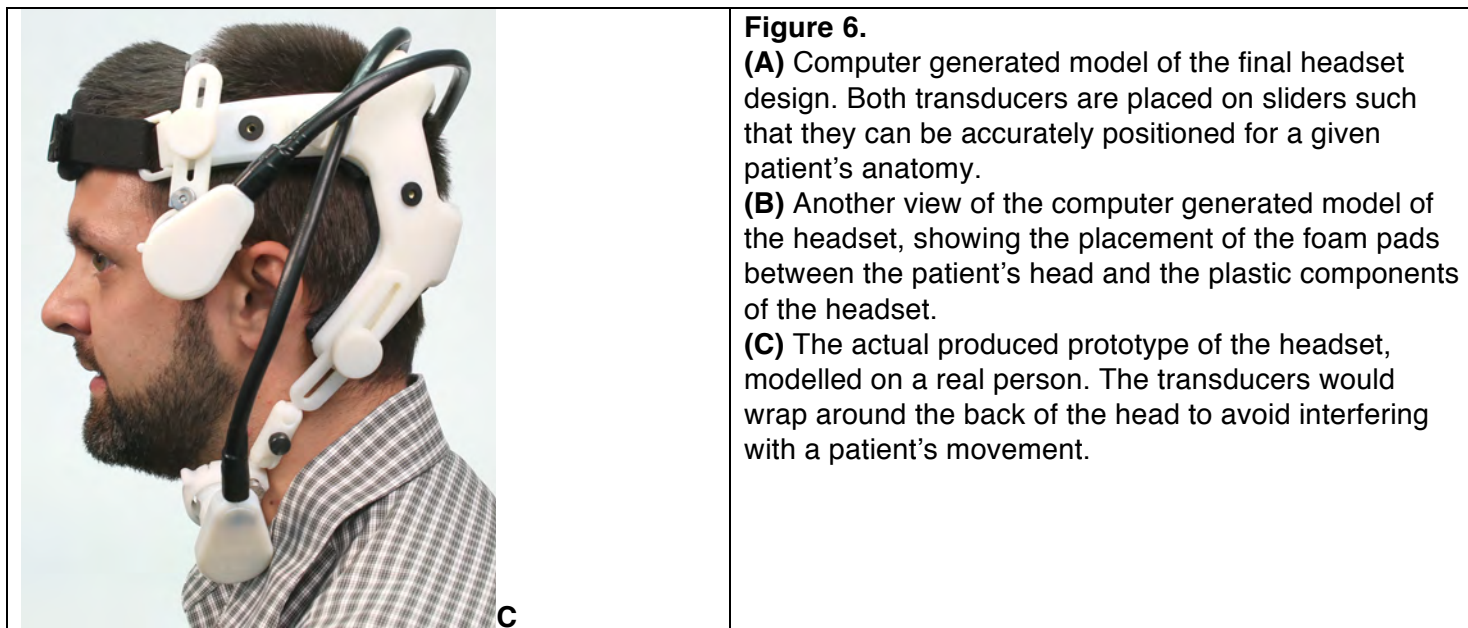 Figure 6.
(A) Computer generated model of the final headset
design. Both transducers are placed on sliders such
that they can be accurately positioned for a given
patient’s anatomy.
(B) Another view of the computer generated model of
the headset, showing the placement of the foam pads
between the patient’s head and the plastic components
of the headset.
(C) The actual produced prototype of the headset,
modelled on a real person. The transducers would
wrap around the back of the head to avoid interfering
with a patient’s movement.
C